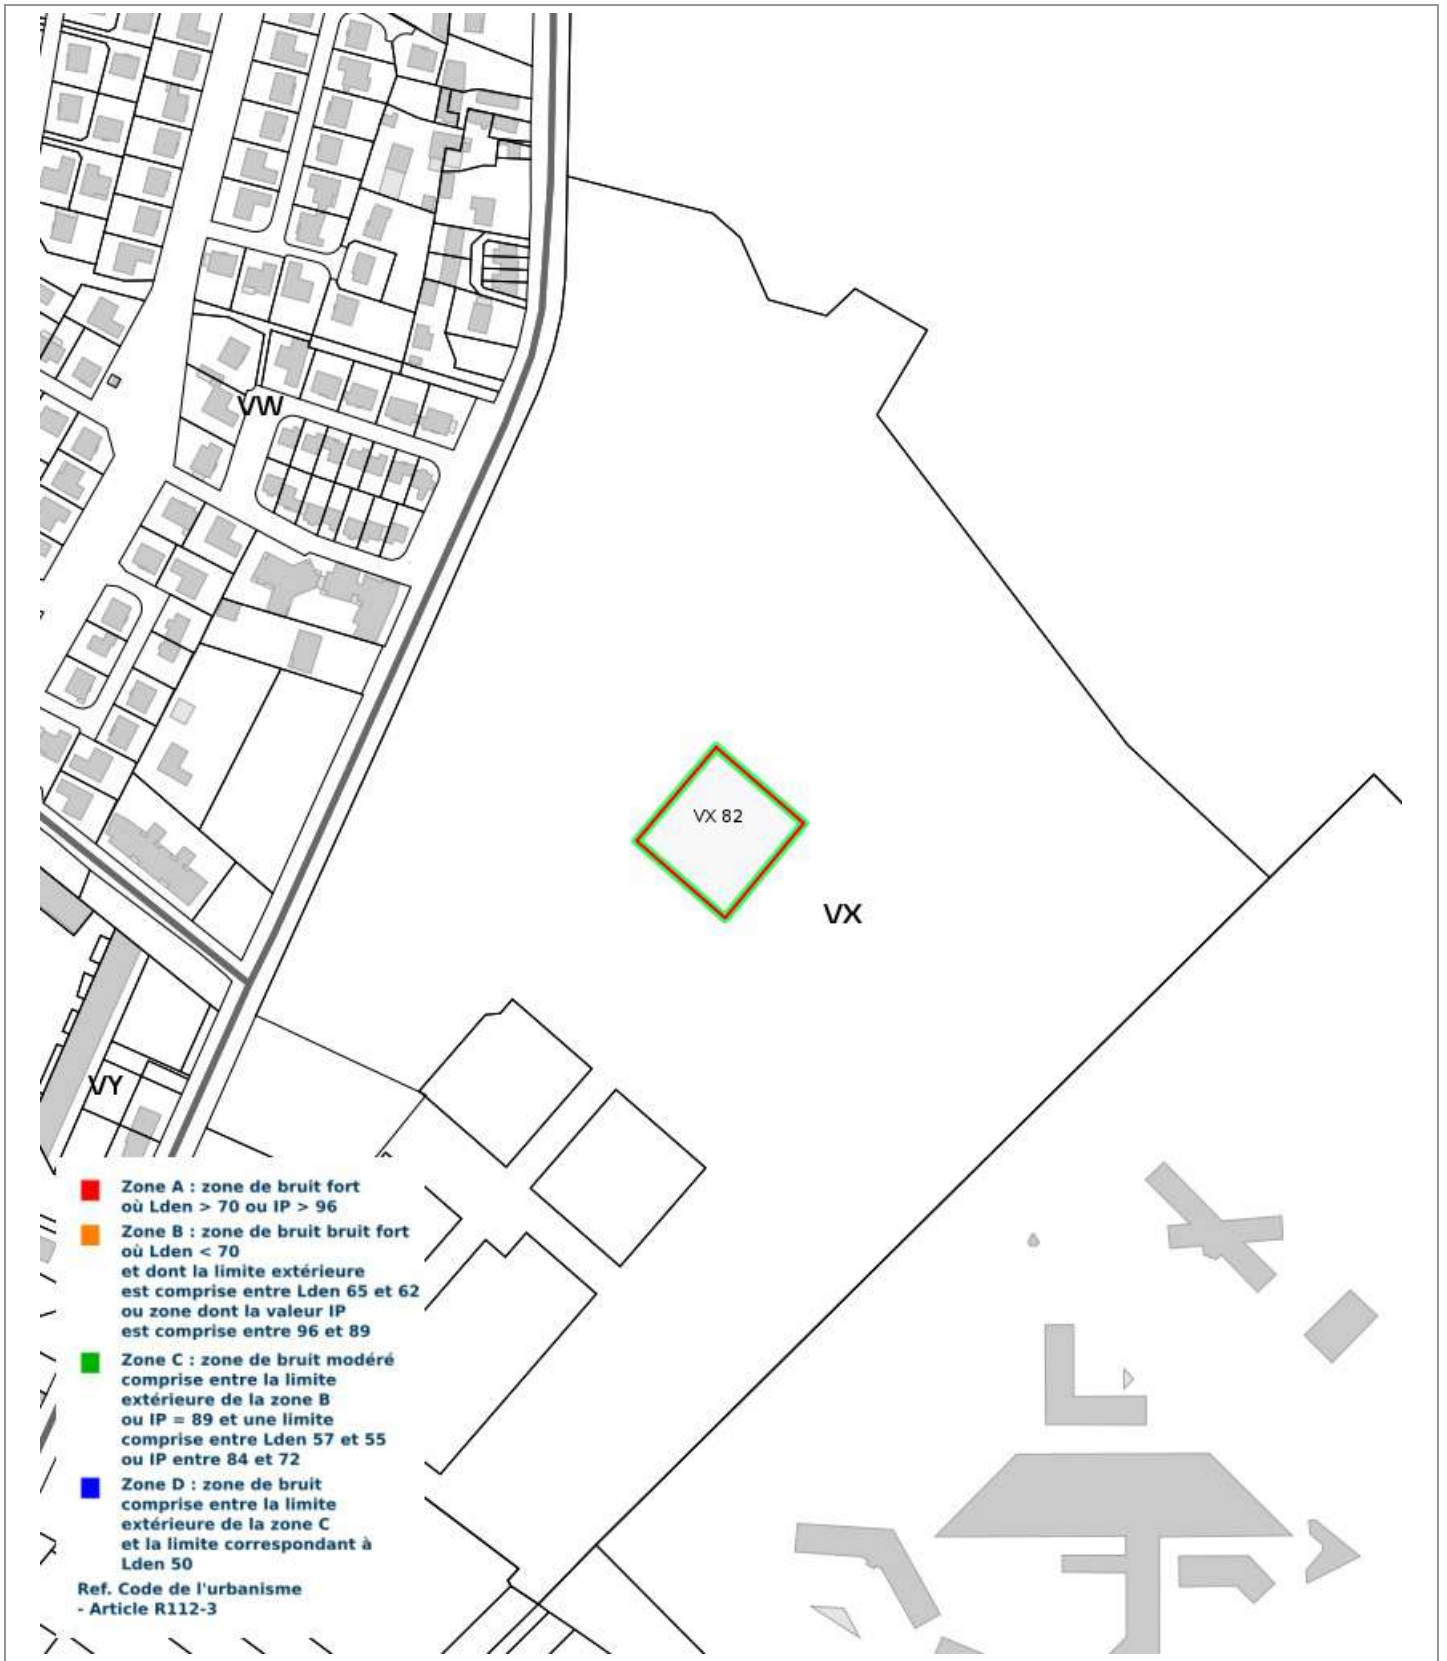 VW
VX 82
VX
VY
Zone A : zone de bruit fort
où Lden > 70 ou IP > 96
Zone B : zone de bruit bruit fort
où Lden < 70
et dont la limite extérieure
est comprise entre Lden 65 et 62
ou zone dont la valeur IP
est comprise entre 96 et 89
Zone C : zone de bruit modéré
comprise entre la limite
extérieure de la zone B
ou IP = 89 et une limite
comprise entre Lden 57 et 55
ou IP entre 84 et 72
Zone D : zone de bruit
comprise entre la limite
extérieure de la zone C
et la limite correspondant à
Lden 50
Ref. Code de l'urbanisme
- Article R112-3